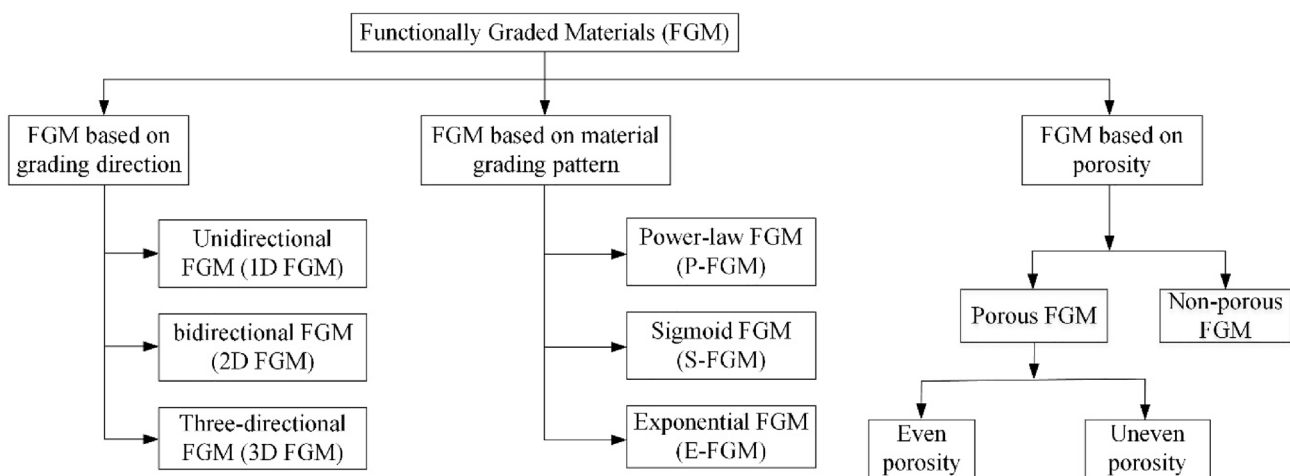 Functionally Graded Materials (FGM)
FGM based on
grading direction
Unidirectional
FGM (1D FGM)
bidirectional FGM
(2D FGM)
Three-directional
FGM (3D FGM)
FGM based on material
grading pattern
Power-law FGM
(P-FGM)
Sigmoid FGM
(S-FGM)
Exponential FGM
(E-FGM)
FGM based on
porosity
Porous FGM
Non-porous
FGM
Even
porosity
Uneven
porosity